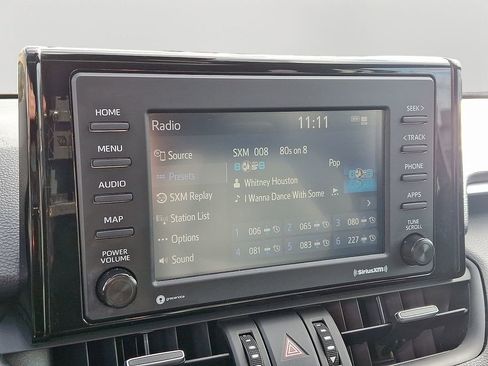 Radio 11:11
HOME
MENU
AUDIO
MAP
POWER
VOLUME
Source
Presets
SXM Replay
Station List
Options
Sound
SXM 008 80s on 8
Pop
Whitney Houston
I Wanna Dance With Some
1 006 2 065 3 080
4 081 5 083 6 227
SEEK >
< TRACK
PHONE
APPS
TUNE
SCROLL
gracenote
SiriusXM